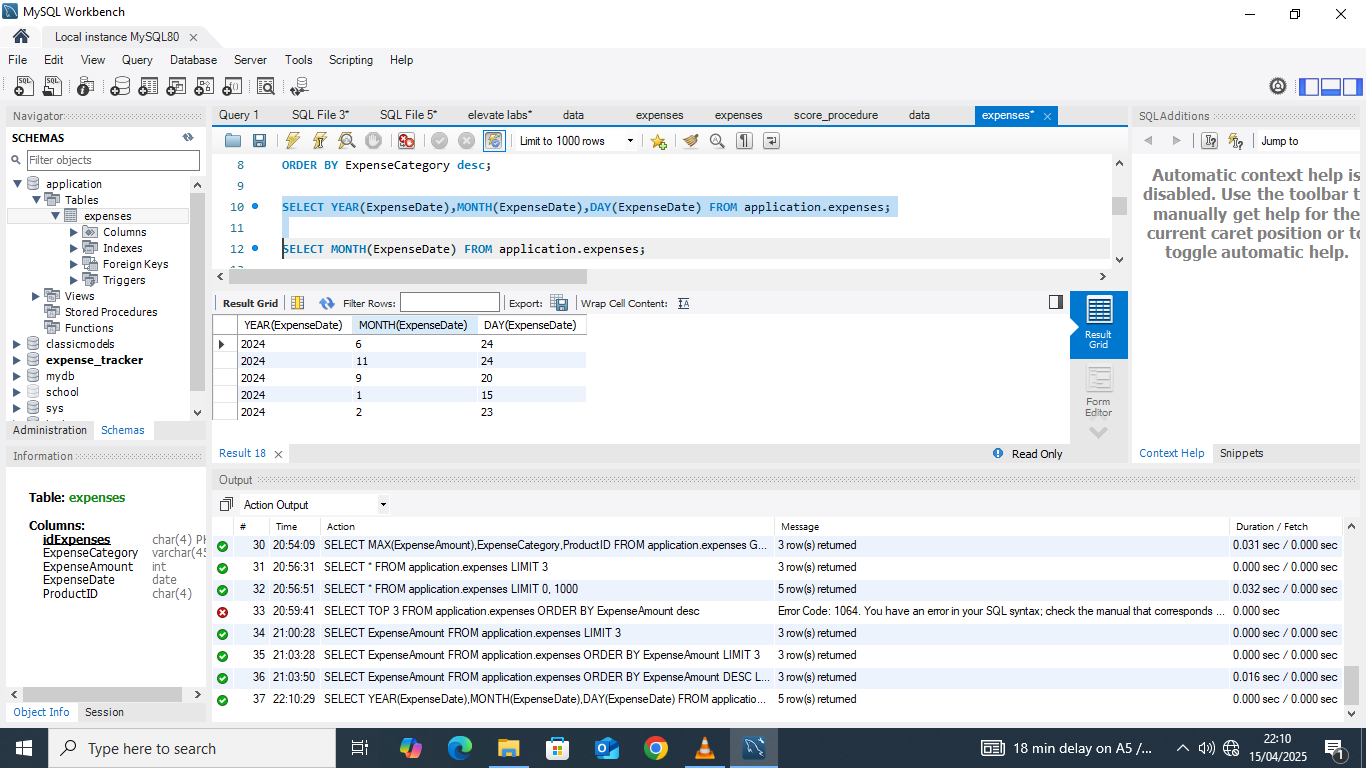 MySQL Workbench
Local instance MySQL80
File Edit View Query Database Server Tools Scripting Help
Navigator
SCHEMAS
Filter objects
application
Tables
expenses
Columns
Indexes
Foreign Keys
Triggers
Views
Stored Procedures
Functions
classicmodels
expense_tracker
mydb
school
sys
Administration Schemas
Information
Table: expenses
Columns:
idExpenses char(4) PK
ExpenseCategory varchar(45
ExpenseAmount int
ExpenseDate date
ProductID char(4)
Object Info Session
Query 1 SQL File 3* SQL File 5* elevate labs* data expenses expenses score_procedure data expenses*
Limit to 1000 rows
8 ORDER BY ExpenseCategory desc;
9
10 SELECT YEAR(ExpenseDate),MONTH(ExpenseDate),DAY(ExpenseDate) FROM application.expenses;
11
12 SELECT MONTH(ExpenseDate) FROM application.expenses;
Result Grid Filter Rows: Export: Wrap Cell Content:
YEAR(ExpenseDate) MONTH(ExpenseDate) DAY(ExpenseDate)
2024 6 24
2024 11 24
2024 9 20
2024 1 15
2024 2 23
Result Grid
Form Editor
Result 18 Read Only
SQLAdditions
Jump to
Automatic context help is
disabled. Use the toolbar t
manually get help for the
current caret position or to
toggle automatic help.
Context Help Snippets
Output
Action Output
# Time Action Message Duration / Fetch
30 20:54:09 SELECT MAX(ExpenseAmount),ExpenseCategory,ProductID FROM application.expenses G... 3 row(s) returned 0.031 sec / 0.000 sec
31 20:56:31 SELECT * FROM application.expenses LIMIT 3 3 row(s) returned 0.000 sec / 0.000 sec
32 20:56:51 SELECT * FROM application.expenses LIMIT 0, 1000 5 row(s) returned 0.032 sec / 0.000 sec
33 20:59:41 SELECT TOP 3 FROM application.expenses ORDER BY ExpenseAmount desc Error Code: 1064. You have an error in your SQL syntax; check the manual that corresponds ... 0.000 sec
34 21:00:28 SELECT ExpenseAmount FROM application.expenses LIMIT 3 3 row(s) returned 0.000 sec / 0.000 sec
35 21:03:28 SELECT ExpenseAmount FROM application.expenses ORDER BY ExpenseAmount LIMIT 3 3 row(s) returned 0.000 sec / 0.000 sec
36 21:03:50 SELECT ExpenseAmount FROM application.expenses ORDER BY ExpenseAmount DESC L... 3 row(s) returned 0.016 sec / 0.000 sec
37 22:10:29 SELECT YEAR(ExpenseDate),MONTH(ExpenseDate),DAY(ExpenseDate) FROM applicatio... 5 row(s) returned 0.000 sec / 0.000 sec
Type here to search
18 min delay on A5 /...
22:10
15/04/2025
1